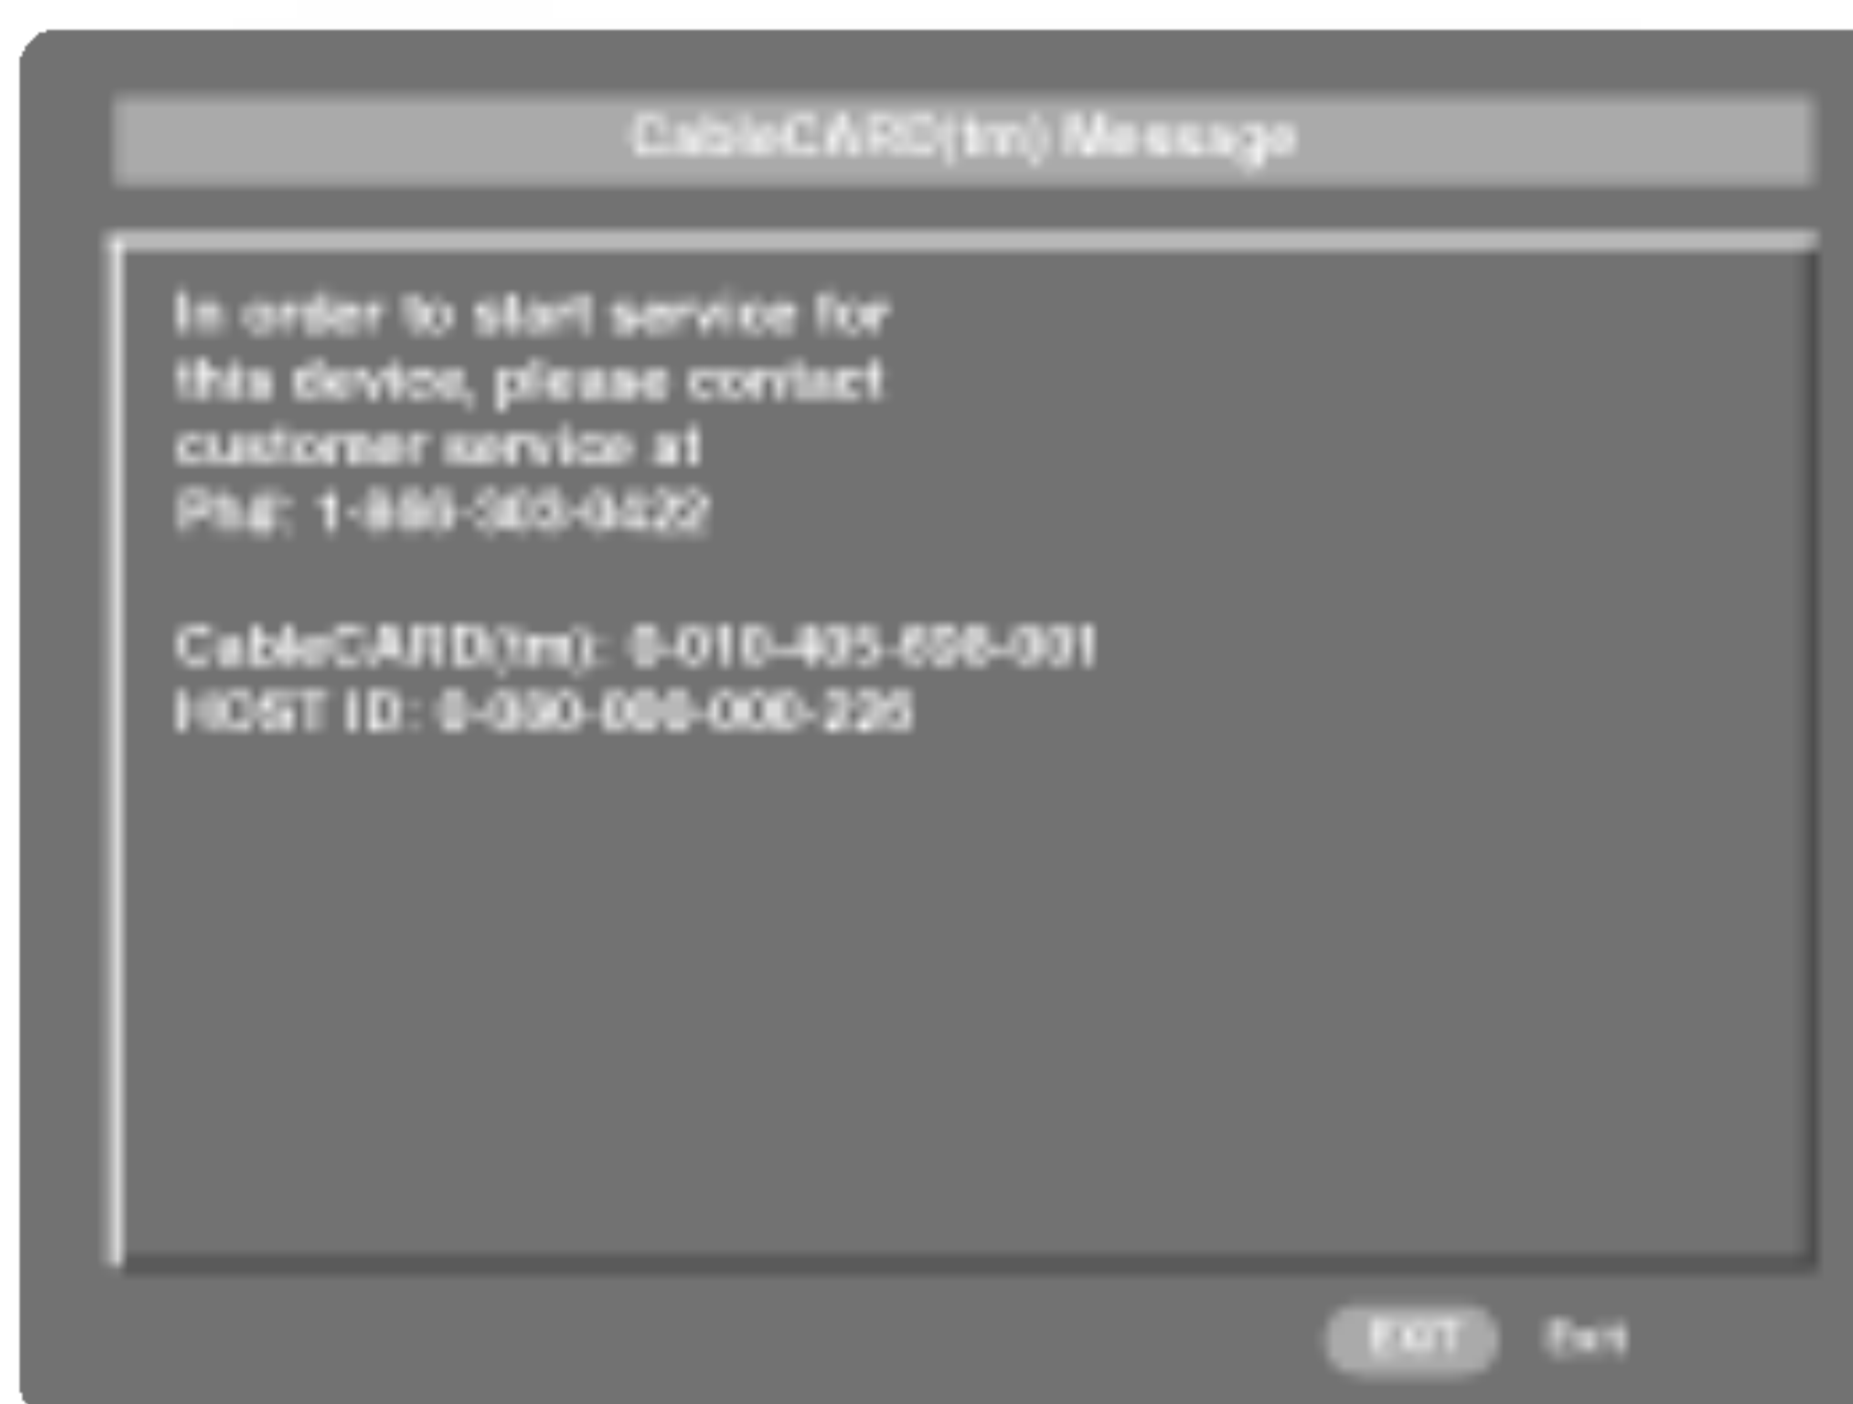 CableCARD(tm) Message
In order to start service for
this device, please contact
customer service at
Ph#:
CableCARD(tm):
HOST ID:
EXIT Exit